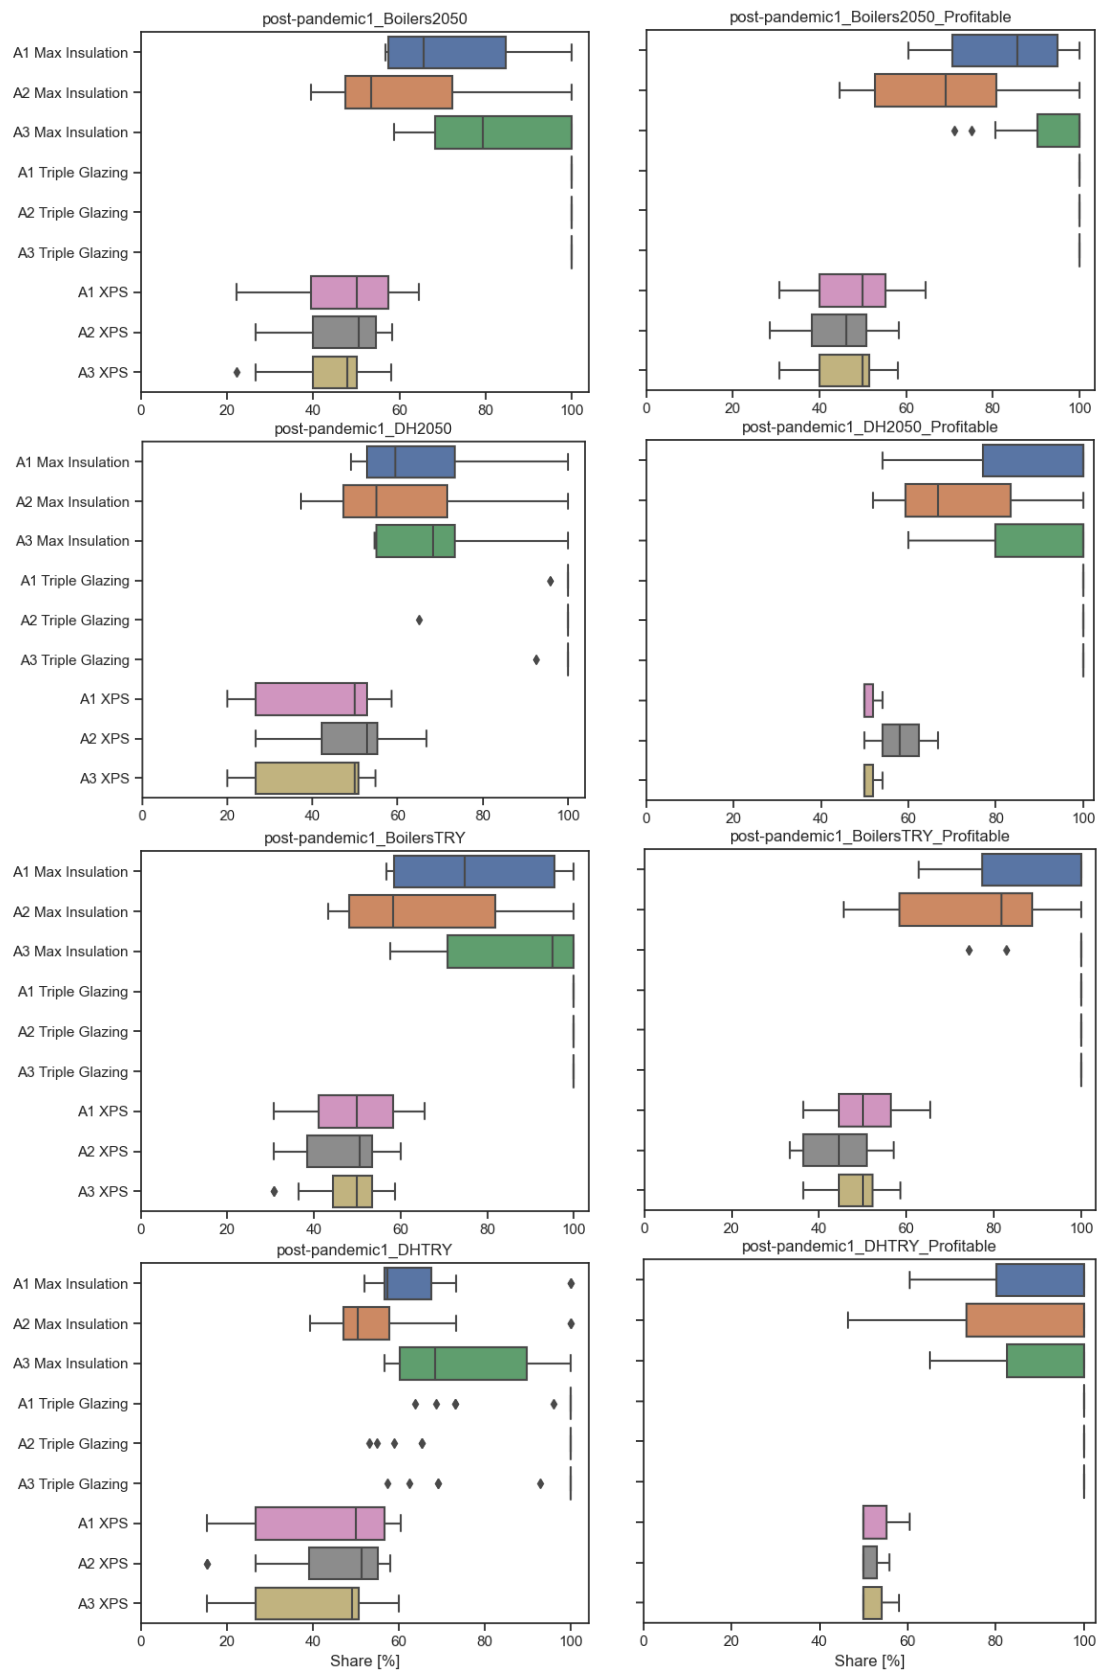 post-pandemic1_Boilers2050
A1 Max Insulation
A2 Max Insulation
A3 Max Insulation
A1 Triple Glazing
A2 Triple Glazing
A3 Triple Glazing
A1 XPS
A2 XPS
A3 XPS
0 20 40 60 80 100
post-pandemic1_Boilers2050_Profitable
0 20 40 60 80 100
post-pandemic1_DH2050
A1 Max Insulation
A2 Max Insulation
A3 Max Insulation
A1 Triple Glazing
A2 Triple Glazing
A3 Triple Glazing
A1 XPS
A2 XPS
A3 XPS
0 20 40 60 80 100
post-pandemic1_DH2050_Profitable
0 20 40 60 80 100
post-pandemic1_BoilersTRY
A1 Max Insulation
A2 Max Insulation
A3 Max Insulation
A1 Triple Glazing
A2 Triple Glazing
A3 Triple Glazing
A1 XPS
A2 XPS
A3 XPS
0 20 40 60 80 100
post-pandemic1_BoilersTRY_Profitable
0 20 40 60 80 100
post-pandemic1_DHTRY
A1 Max Insulation
A2 Max Insulation
A3 Max Insulation
A1 Triple Glazing
A2 Triple Glazing
A3 Triple Glazing
A1 XPS
A2 XPS
A3 XPS
0 20 40 60 80 100
Share [%]
post-pandemic1_DHTRY_Profitable
0 20 40 60 80 100
Share [%]